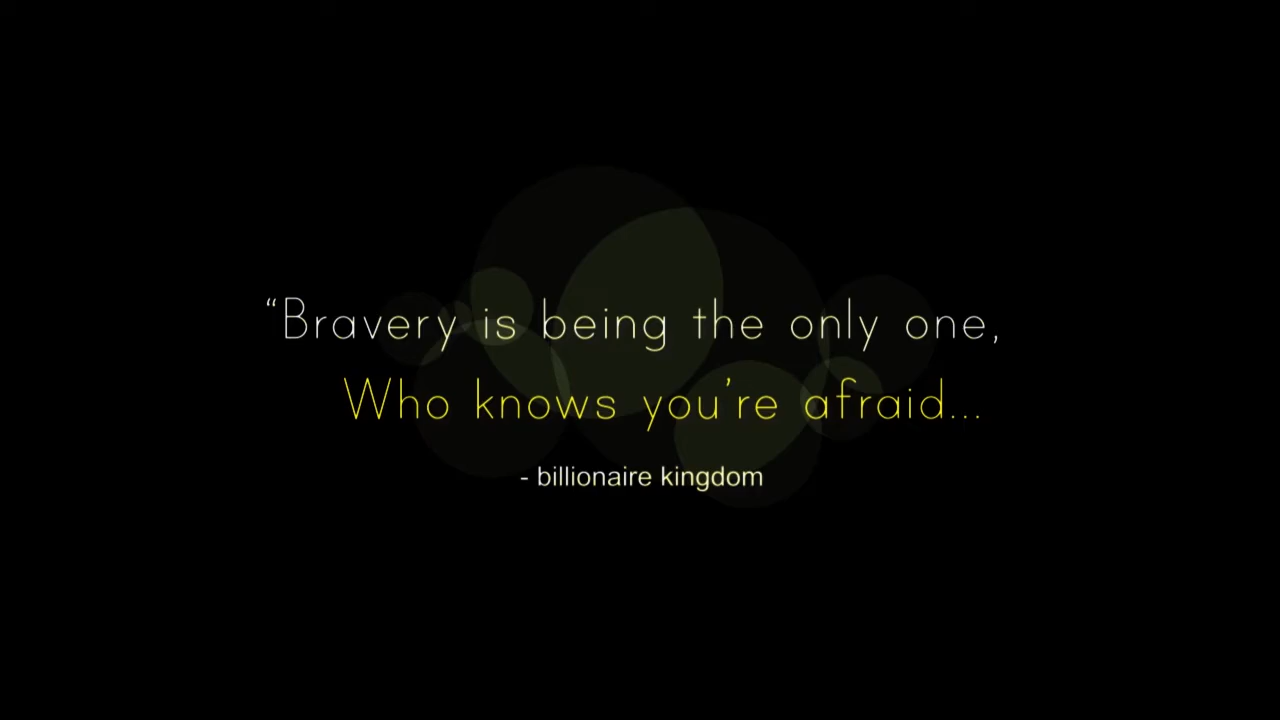 “Bravery is being the only one,
Who knows you’re afraid...
- billionaire kingdom